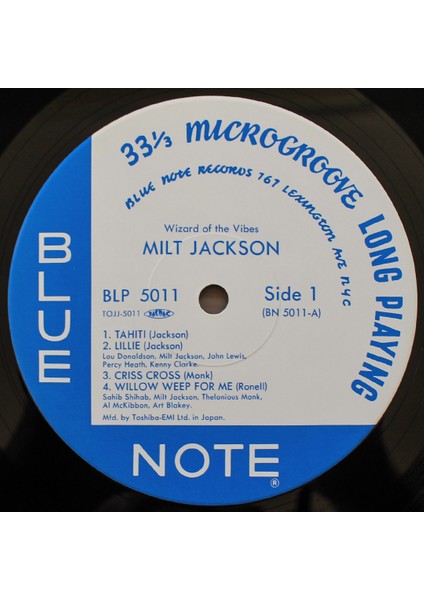 33⅓ MICROGROOVE LONG PLAYING
BLUE NOTE RECORDS 767 LEXINGTON AVE NYC
Wizard of the Vibes
MILT JACKSON
BLP 5011 Side 1
TOJJ-5011 (BN 5011-A)
1. TAHITI (Jackson)
2. LILLIE (Jackson)
Lou Donaldson, Milt Jackson, John Lewis,
Percy Heath, Kenny Clarke.
3. CRISS CROSS (Monk)
4. WILLOW WEEP FOR ME (Ronell)
Sahib Shihab, Milt Jackson, Thelonious Monk,
Al McKibbon, Art Blakey.
Mfd. by Toshiba-EMI Ltd. in Japan.
BLUE
NOTE®